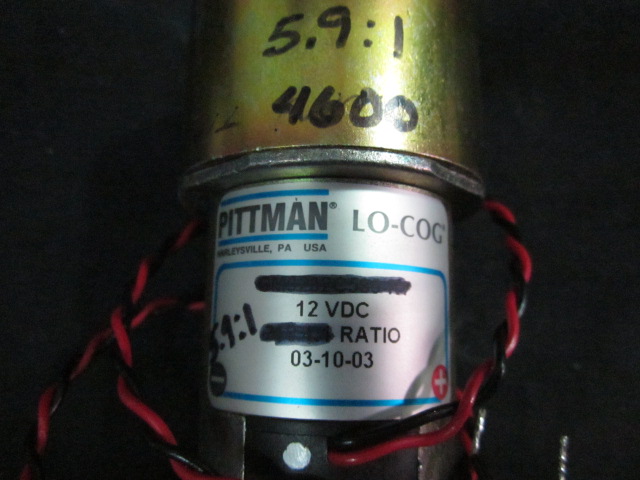 5.9:1
4600
PITTMAN® LO-COG®
HARLEYSVILLE, PA USA
12 VDC
5.9:1 RATIO
03-10-03
- +